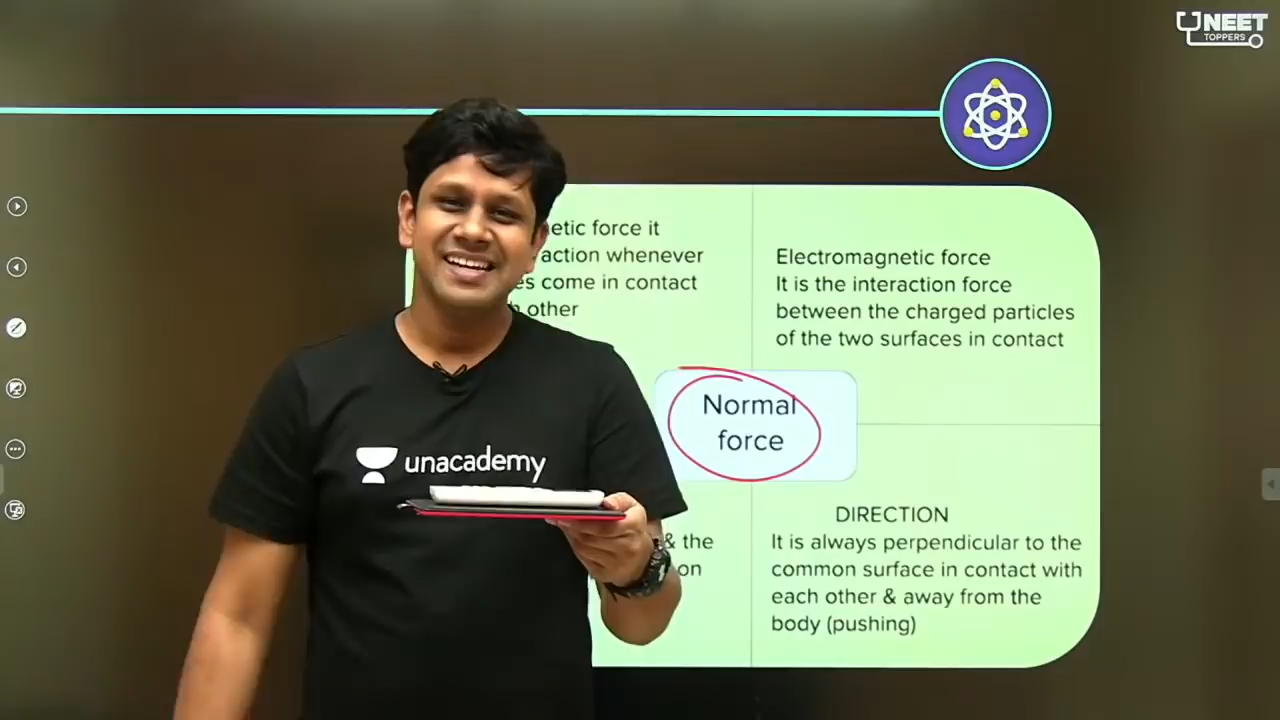 NEET
TOPPERS
etic force it
action whenever
es come in contact
other
Electromagnetic force
It is the interaction force
between the charged particles
of the two surfaces in contact
Normal
force
unacademy
& the
on
DIRECTION
It is always perpendicular to the
common surface in contact with
each other & away from the
body (pushing)